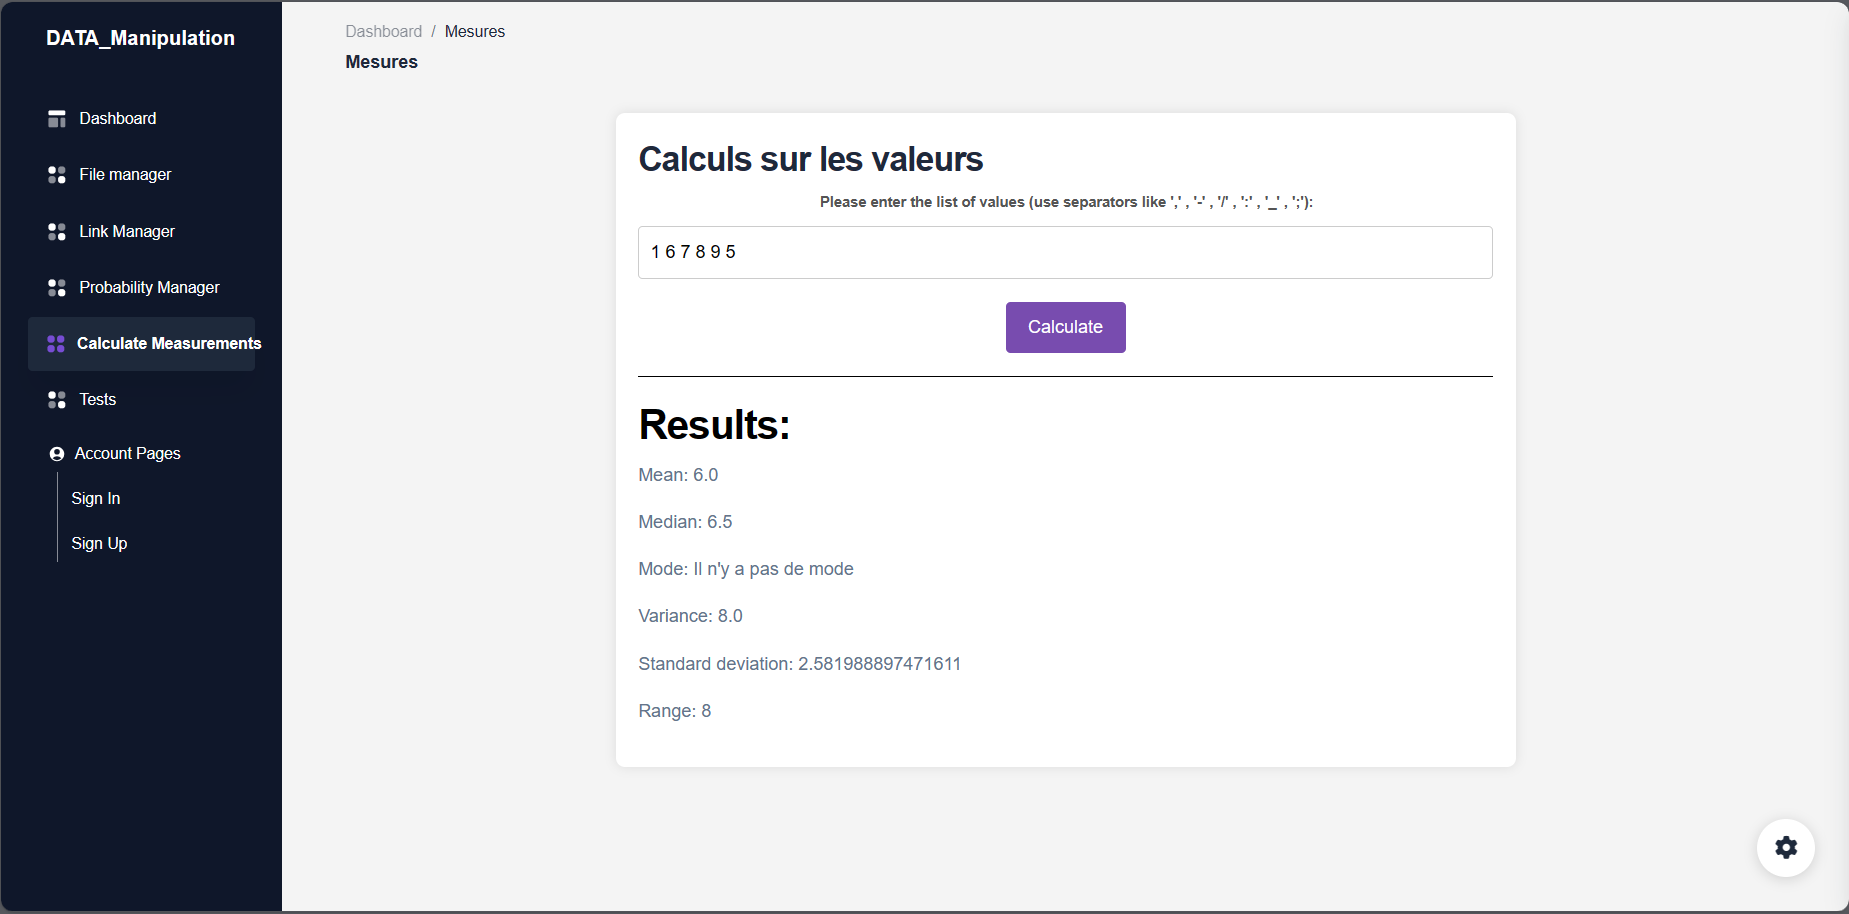 DATA_Manipulation
Dashboard
File manager
Link Manager
Probability Manager
Calculate Measurements
Tests
Account Pages
Sign In
Sign Up
Dashboard / Mesures
Mesures
Calculs sur les valeurs
Please enter the list of values (use separators like ',' , '-' , '/' , ':' , '_' , ';'):
1 6 7 8 9 5
Calculate
Results:
Mean: 6.0
Median: 6.5
Mode: Il n'y a pas de mode
Variance: 8.0
Standard deviation: 2.581988897471611
Range: 8